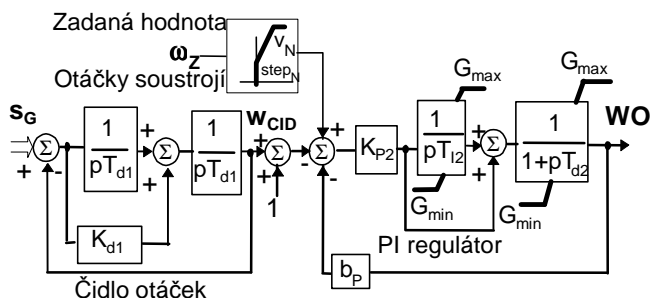 Zadaná hodnota
ω_Z
v_N
step_N
Otáčky soustrojí
G_max
G_max
s_G
w_CID
WO
1
pT_d1
+
+
1
pT_d1
+
+
1
+
-
-
K_P2
1
pT_I2
+
+
1
1+pT_d2
+
-
K_d1
G_min
G_min
PI regulátor
b_P
Čidlo otáček